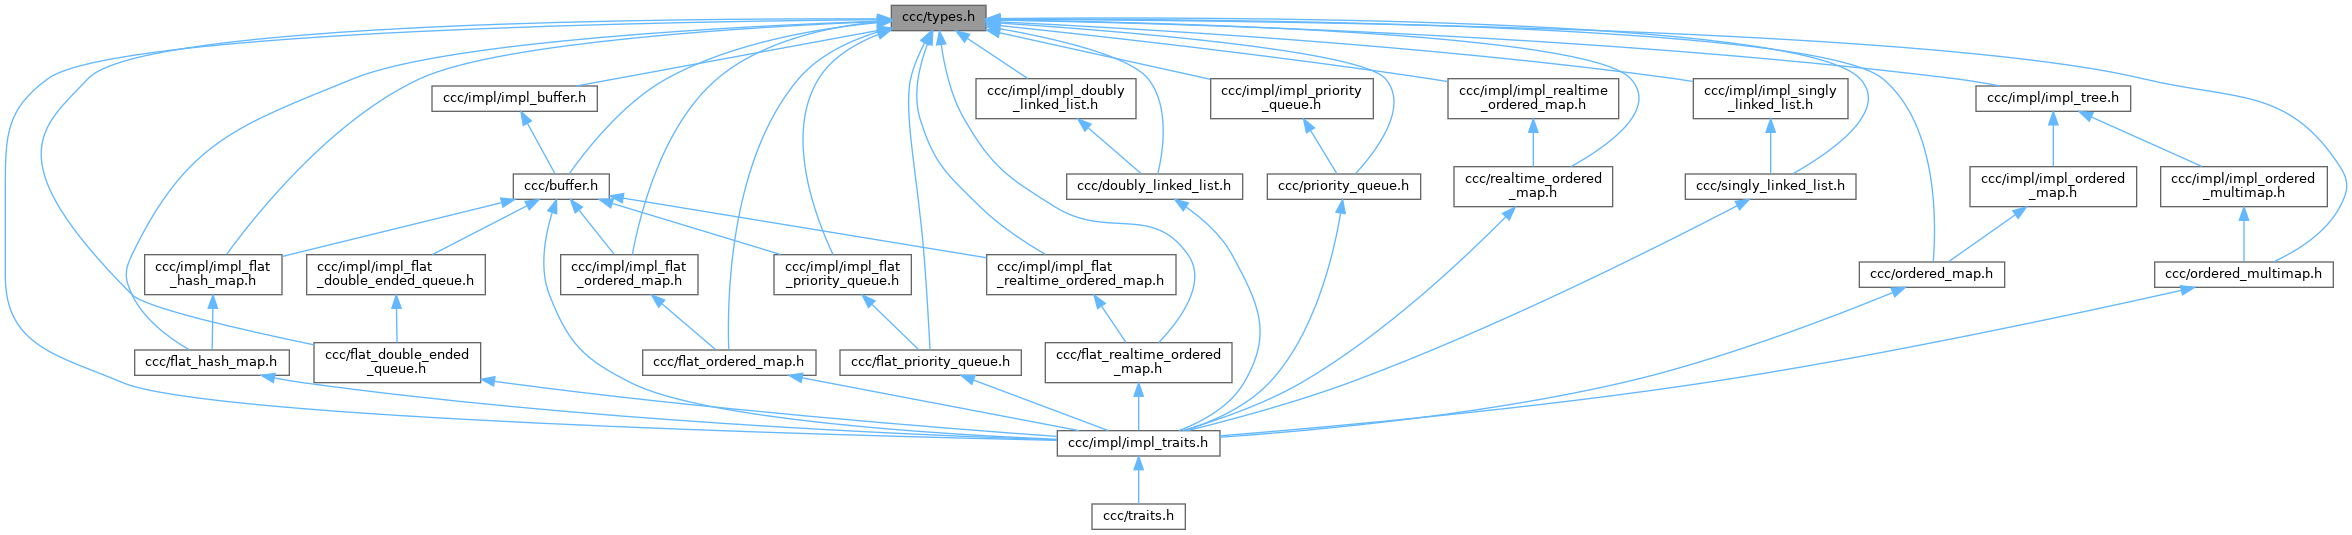 ccc/types.h
ccc/impl/impl_buffer.h
ccc/impl/impl_doubly
_linked_list.h
ccc/impl/impl_priority
_queue.h
ccc/impl/impl_realtime
_ordered_map.h
ccc/impl/impl_singly
_linked_list.h
ccc/impl/impl_tree.h
ccc/buffer.h
ccc/doubly_linked_list.h
ccc/priority_queue.h
ccc/realtime_ordered
_map.h
ccc/singly_linked_list.h
ccc/impl/impl_ordered
_map.h
ccc/impl/impl_ordered
_multimap.h
ccc/impl/impl_flat
_hash_map.h
ccc/impl/impl_flat
_double_ended_queue.h
ccc/impl/impl_flat
_ordered_map.h
ccc/impl/impl_flat
_priority_queue.h
ccc/impl/impl_flat
_realtime_ordered_map.h
ccc/ordered_map.h
ccc/ordered_multimap.h
ccc/flat_hash_map.h
ccc/flat_double_ended
_queue.h
ccc/flat_ordered_map.h
ccc/flat_priority_queue.h
ccc/flat_realtime_ordered
_map.h
ccc/impl/impl_traits.h
ccc/traits.h